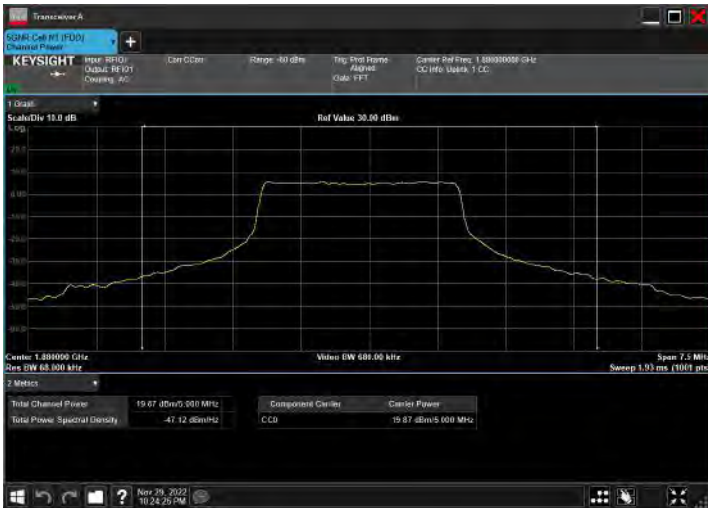 Transceiver A
5GNR Cell N1 (FDD)
Channel Power
+
KEYSIGHT
Input: RFIO1
Output: RFIO1
Coupling: AC
Corr CCorr
Range: -60 dBm
Trig: Prdt Frame
Aligned
Gate: FFT
Carrier Ref Freq: 1.880000000 GHz
CC Info: Uplink, 1 CC
1 Graph
Scale/Div 10.0 dB
Ref Value 30.00 dBm
Log
Center 1.880000 GHz
Video BW 680.00 kHz
Span 7.5 MHz
Res BW 68.000 kHz
Sweep 1.93 ms (1001 pts
2 Metrics
Total Channel Power
19.87 dBm/5.000 MHz
Total Power Spectral Density
-47.12 dBm/Hz
Component Carrier
Carrier Power
CC0
19.87 dBm/5.000 MHz
?
Nov 29, 2022
10:24:26 PM